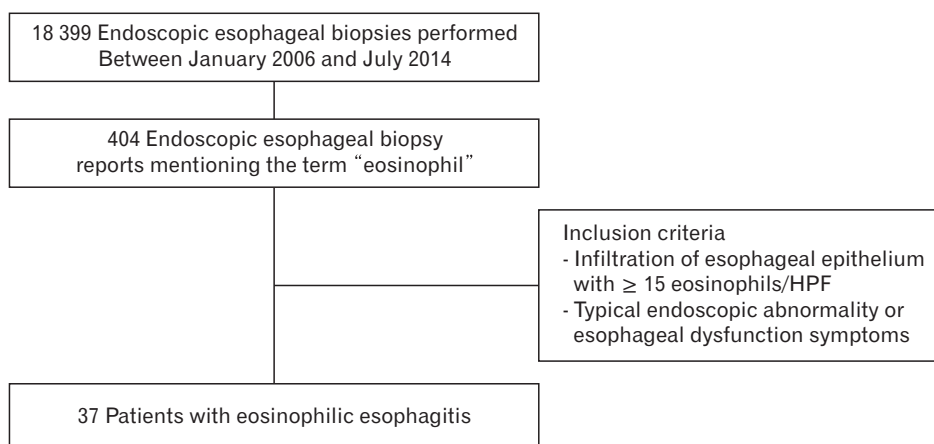 18 399 Endoscopic esophageal biopsies performed
Between January 2006 and July 2014
404 Endoscopic esophageal biopsy
reports mentioning the term “eosinophil”
Inclusion criteria
- Infiltration of esophageal epithelium
with ≥ 15 eosinophils/HPF
- Typical endoscopic abnormality or
esophageal dysfunction symptoms
37 Patients with eosinophilic esophagitis